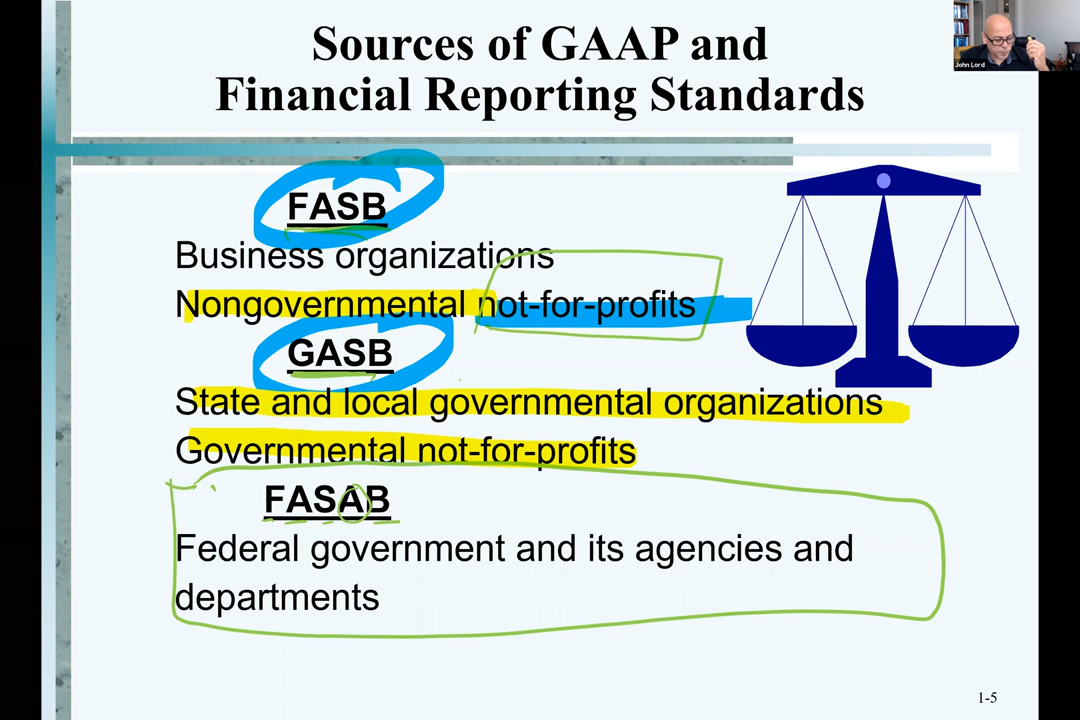 Sources of GAAP and
Financial Reporting Standards
John Lord
FASB
Business organizations
Nongovernmental not-for-profits
GASB
State and local governmental organizations
Governmental not-for-profits
FASAB
Federal government and its agencies and
departments
1-5